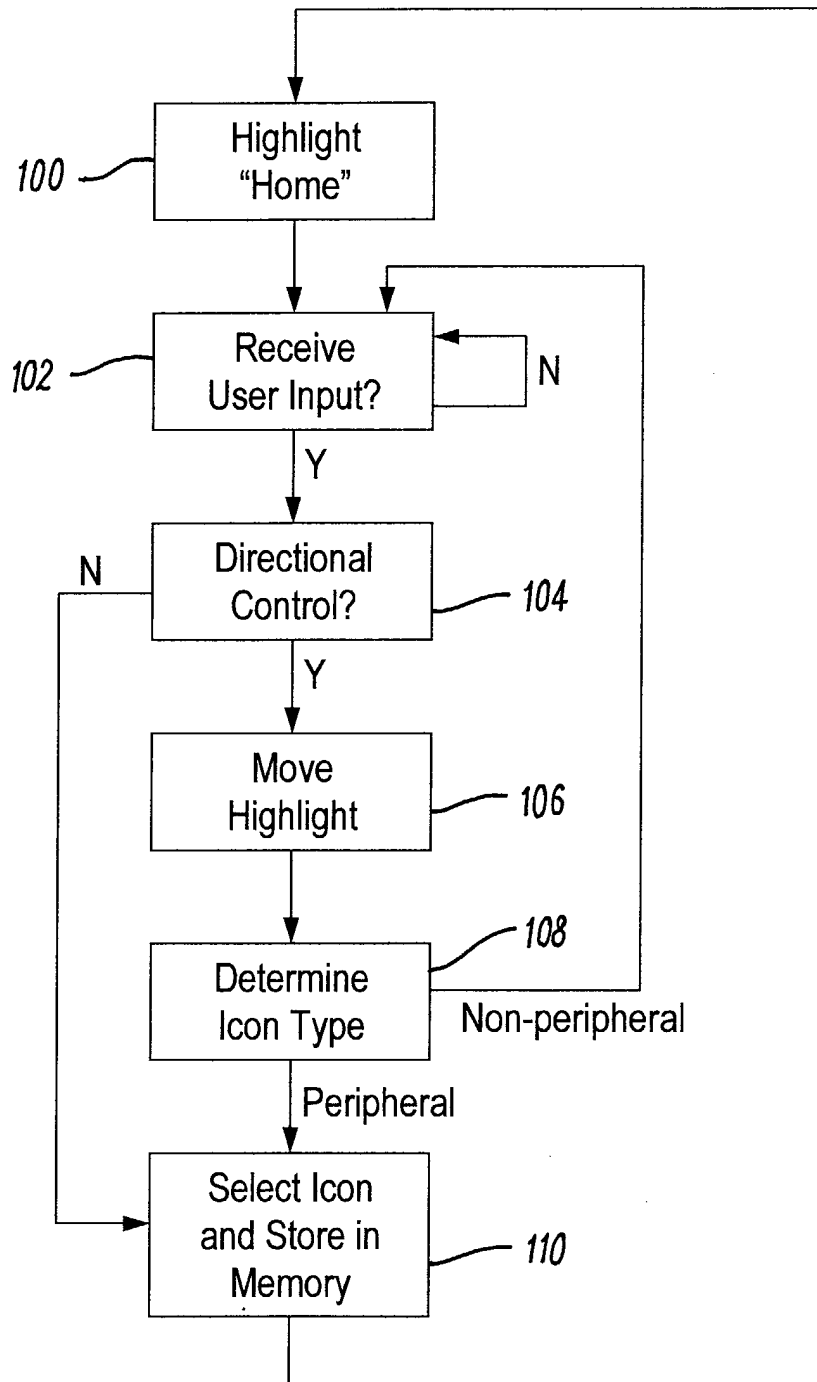 Highlight
“Home”
100
Receive
User Input?
102
N
Y
Directional
Control?
N
104
Y
Move
Highlight
106
108
Determine
Icon Type
Non-peripheral
Peripheral
Select Icon
and Store in
Memory
110